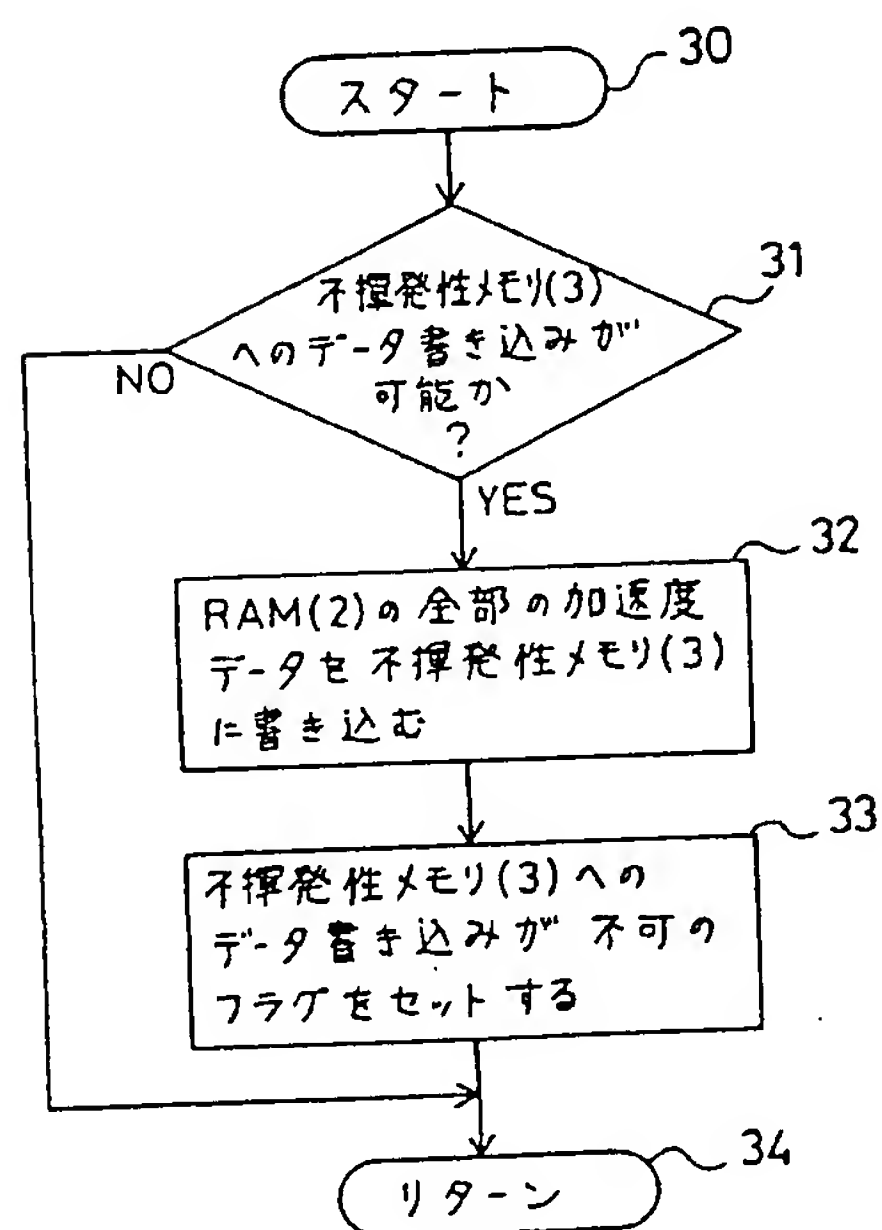 30
スタート
31
不揮発性メモリ(3)
へのデータ書き込みが
可能か
?
NO
YES
32
RAM(2)の全部の加速度
データを不揮発性メモリ(3)
に書き込む
33
不揮発性メモリ(3)への
データ書き込みが不可の
フラグをセットする
34
リターン